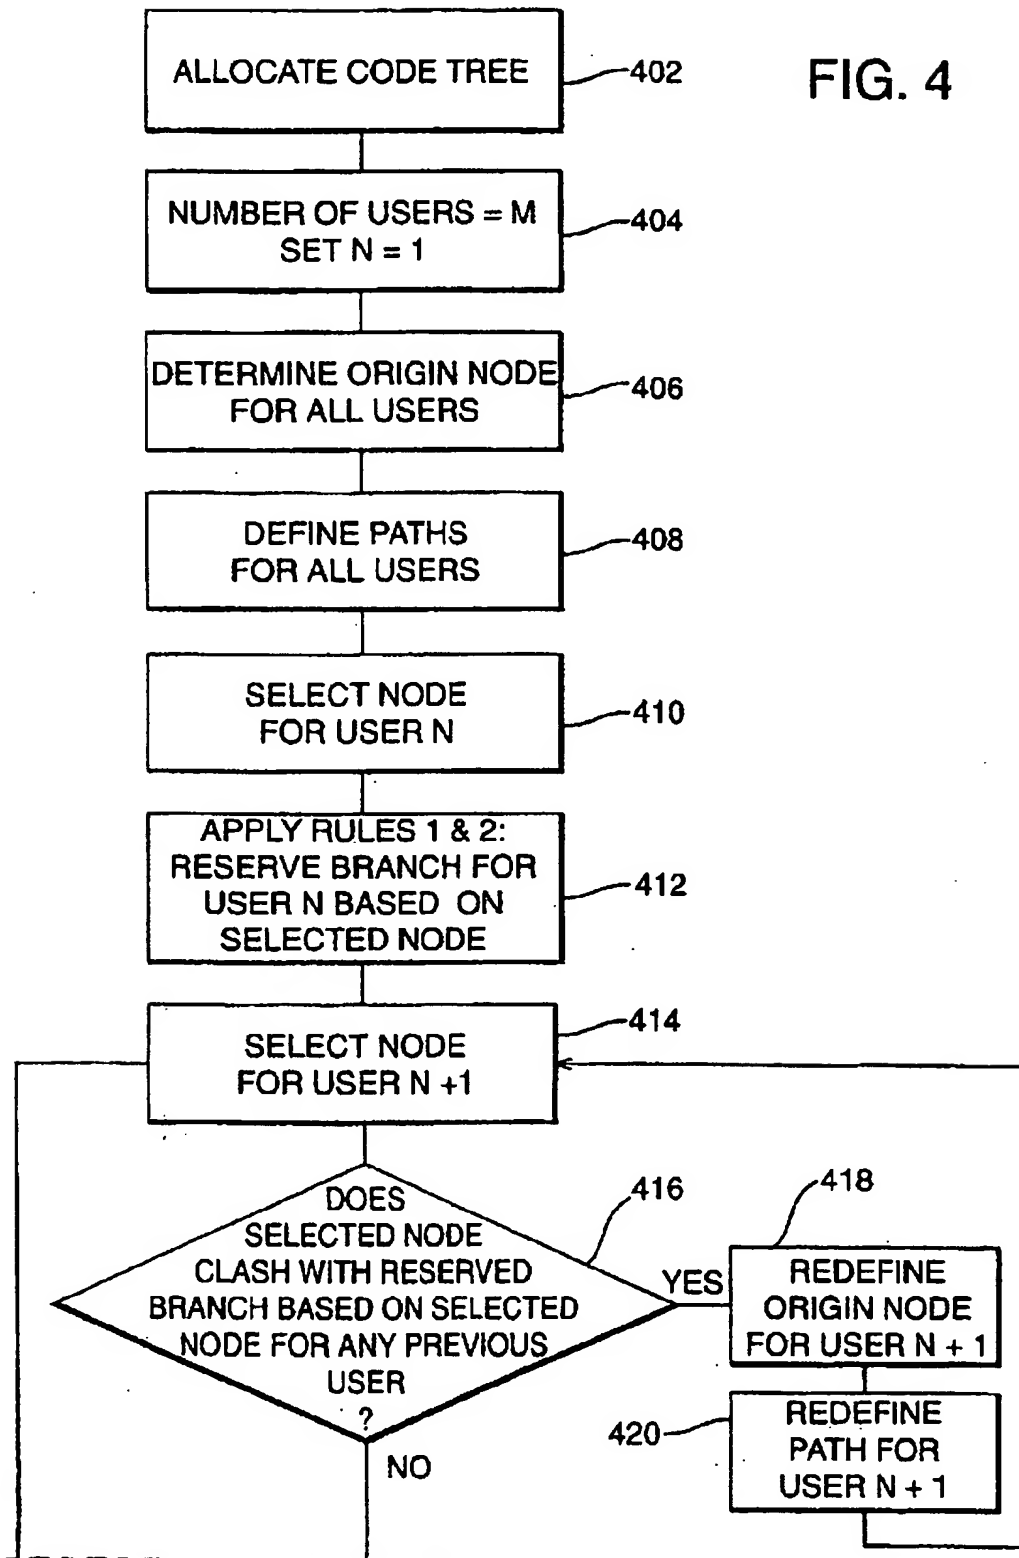 FIG. 4
ALLOCATE CODE TREE
402
NUMBER OF USERS = M
SET N = 1
404
DETERMINE ORIGIN NODE
FOR ALL USERS
406
DEFINE PATHS
FOR ALL USERS
408
SELECT NODE
FOR USER N
410
APPLY RULES 1 & 2:
RESERVE BRANCH FOR
USER N BASED ON
SELECTED NODE
412
SELECT NODE
FOR USER N +1
414
DOES
SELECTED NODE
CLASH WITH RESERVED
BRANCH BASED ON SELECTED
NODE FOR ANY PREVIOUS
USER
?
416
YES
NO
418
REDEFINE
ORIGIN NODE
FOR USER N + 1
420
REDEFINE
PATH FOR
USER N + 1